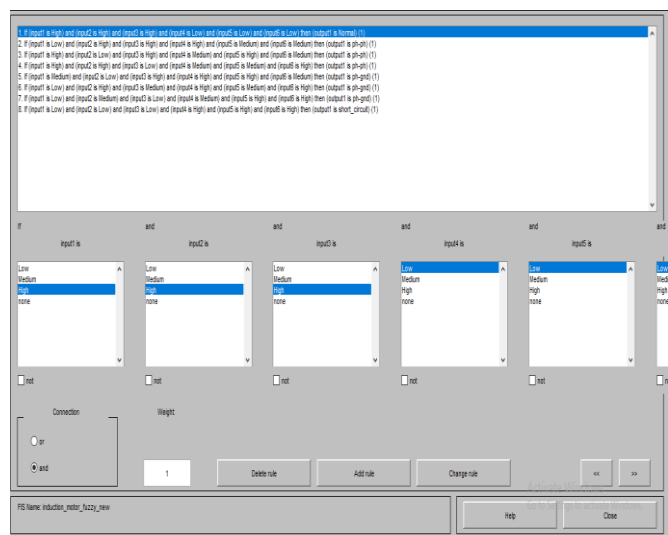 1. If (input1 is High) and (input2 is High) and (input3 is High) and (input4 is Low) and (input5 is Low) and (input6 is Low) then (output1 is Normal) (1)
2. If (input1 is Low) and (input2 is High) and (input3 is High) and (input4 is High) and (input5 is Medium) and (input6 is Medium) then (output1 is ph-ph) (1)
3. If (input1 is High) and (input2 is Low) and (input3 is High) and (input4 is Medium) and (input5 is High) and (input6 is High) then (output1 is ph-ph) (1)
4. If (input1 is High) and (input2 is High) and (input3 is Low) and (input4 is Medium) and (input5 is Medium) and (input6 is High) then (output1 is ph-ph) (1)
5. If (input1 is Medium) and (input2 is Low) and (input3 is High) and (input4 is High) and (input5 is High) and (input6 is Medium) then (output1 is ph-gnd) (1)
6. If (input1 is Low) and (input2 is High) and (input3 is Medium) and (input4 is High) and (input5 is Medium) and (input6 is High) then (output1 is ph-gnd) (1)
7. If (input1 is Low) and (input2 is Medium) and (input3 is Low) and (input4 is Medium) and (input5 is High) and (input6 is High) then (output1 is ph-gnd) (1)
8. If (input1 is Low) and (input2 is Low) and (input3 is Low) and (input4 is High) and (input5 is High) and (input6 is High) then (output1 is short_circuit) (1)
If and and and and and
input1 is input2 is input3 is input4 is input5 is
Low Low Low Low Low Low
Medium Medium Medium Medium Medium Medi
High High High High High High
none none none none none none
not not not not not
Connection Weight:
or
and 1 Delete rule Add rule Change rule << >>
Activate Windows
FIS Name: induction_motor_fuzzy_new Help Close
Go to Settings to activate Windows.